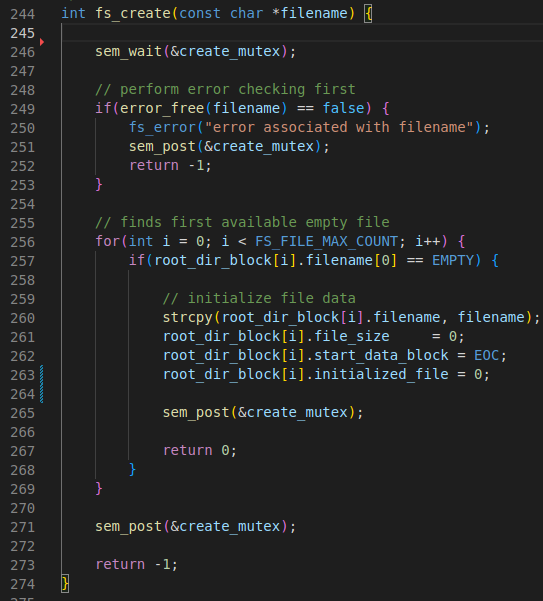 244 int fs_create(const char *filename) {
245
246     sem_wait(&create_mutex);
247
248     // perform error checking first
249     if(error_free(filename) == false) {
250         fs_error("error associated with filename");
251         sem_post(&create_mutex);
252         return -1;
253     }
254
255     // finds first available empty file
256     for(int i = 0; i < FS_FILE_MAX_COUNT; i++) {
257         if(root_dir_block[i].filename[0] == EMPTY) {
258
259             // initialize file data
260             strcpy(root_dir_block[i].filename, filename);
261             root_dir_block[i].file_size     = 0;
262             root_dir_block[i].start_data_block = EOC;
263             root_dir_block[i].initialized_file = 0;
264
265             sem_post(&create_mutex);
266
267             return 0;
268         }
269     }
270
271     sem_post(&create_mutex);
272
273     return -1;
274 }